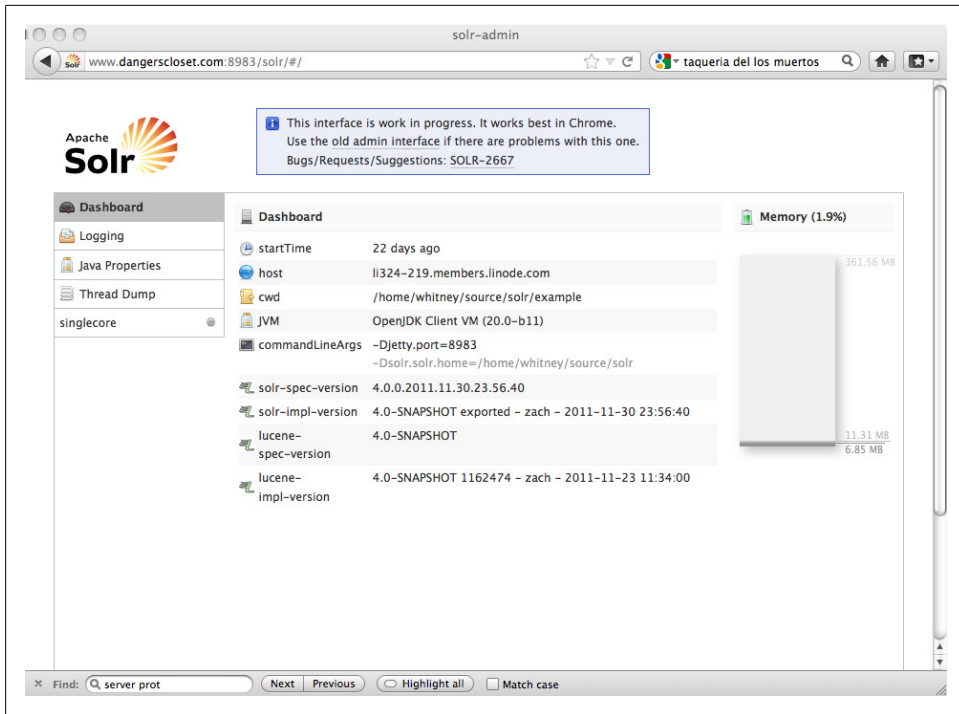 solr-admin
www.dangerscloset.com:8983/solr/#/
taqueria del los muertos
Apache
Solr
This interface is work in progress. It works best in Chrome.
Use the old admin interface if there are problems with this one.
Bugs/Requests/Suggestions: SOLR-2667
Dashboard
Logging
Java Properties
Thread Dump
singlecore
Dashboard
startTime 22 days ago
host li324-219.members.linode.com
cwd /home/whitney/source/solr/example
JVM OpenJDK Client VM (20.0-b11)
commandLineArgs -Djetty.port=8983
-Dsolr.solr.home=/home/whitney/source/solr
solr-spec-version 4.0.0.2011.11.30.23.56.40
solr-impl-version 4.0-SNAPSHOT exported - zach - 2011-11-30 23:56:40
lucene-spec-version 4.0-SNAPSHOT
lucene-impl-version 4.0-SNAPSHOT 1162474 - zach - 2011-11-23 11:34:00
Memory (1.9%)
361.56 MB
11.31 MB
6.85 MB
Find: server prot Next Previous Highlight all Match case